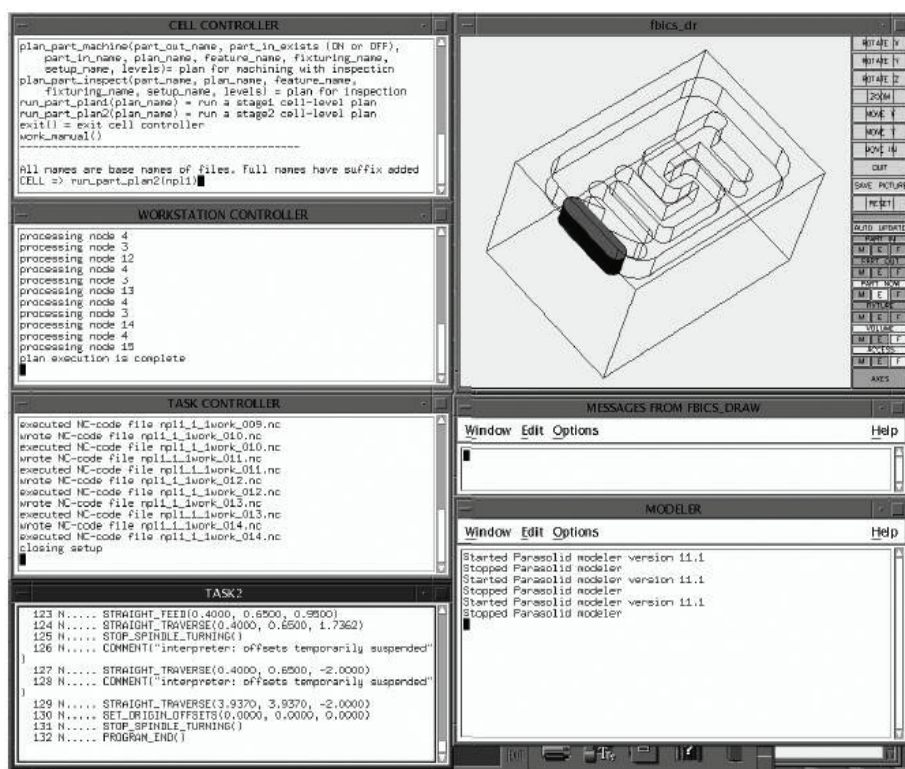 CELL CONTROLLER
plan_part_machine(part_out_name, part_in_exists (ON or OFF),
part_in_name, plan_name, feature_name, fixturing_name,
setup_name, levels)= plan for machining with inspection
plan_part_inspect(part_name, plan_name, feature_name,
fixturing_name, setup_name, levels) = plan for inspection
run_part_plan1(plan_name) = run a stage1 cell-level plan
run_part_plan2(plan_name) = run a stage2 cell-level plan
exit() = exit cell controller
work_manual()
--------------------------------------------
All names are base names of files. Full names have suffix added
CELL => run_part_plan2(npl1)
WORKSTATION CONTROLLER
processing node 4
processing node 3
processing node 12
processing node 4
processing node 3
processing node 13
processing node 4
processing node 3
processing node 14
processing node 4
processing node 15
plan execution is complete
TASK CONTROLLER
executed NC-code file npl1_1_1work_009.nc
wrote NC-code file npl1_1_1work_010.nc
executed NC-code file npl1_1_1work_010.nc
wrote NC-code file npl1_1_1work_011.nc
executed NC-code file npl1_1_1work_011.nc
wrote NC-code file npl1_1_1work_012.nc
executed NC-code file npl1_1_1work_012.nc
wrote NC-code file npl1_1_1work_013.nc
executed NC-code file npl1_1_1work_013.nc
wrote NC-code file npl1_1_1work_014.nc
executed NC-code file npl1_1_1work_014.nc
closing setup
TASK2
123 N..... STRAIGHT_FEED(0.4000, 0.6500, 0.9500)
124 N..... STRAIGHT_TRAVERSE(0.4000, 0.6500, 1.7362)
125 N..... STOP_SPINDLE_TURNING()
126 N..... COMMENT("interpreter: offsets temporarily suspended"
)
127 N..... STRAIGHT_TRAVERSE(0.4000, 0.6500, -2.0000)
128 N..... COMMENT("interpreter: offsets temporarily suspended"
)
129 N..... STRAIGHT_TRAVERSE(3.9370, 3.9370, -2.0000)
130 N..... SET_ORIGIN_OFFSETS(0.0000, 0.0000, 0.0000)
131 N..... STOP_SPINDLE_TURNING()
132 N..... PROGRAM_END()
fbics_dr
ROTATE X
ROTATE Y
ROTATE Z
ZOOM
MOVE X
MOVE Y
MOVE IN
QUIT
SAVE PICTURE
RESET
AUTO UPDATE
PART IN
M E F
PART OUT
M E F
PART NOW
M E F
FIXTURE
M E F
VOLUME
M E F
ACCESS
M E F
AXES
MESSAGES FROM FBICS_DRAW
Window Edit Options Help
MODELER
Window Edit Options Help
Started Parasolid modeler version 11.1
Stopped Parasolid modeler
Started Parasolid modeler version 11.1
Stopped Parasolid modeler
Started Parasolid modeler version 11.1
Stopped Parasolid modeler